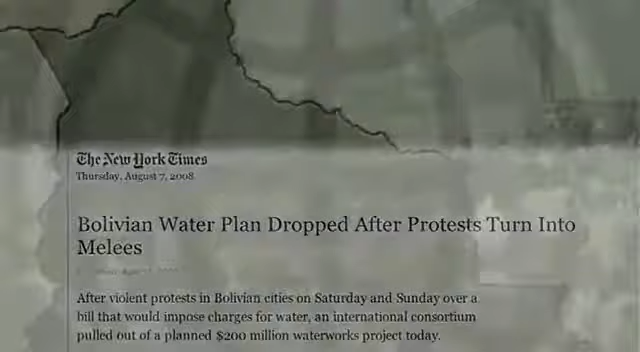 The New York Times
Thursday, August 7, 2008
Bolivian Water Plan Dropped After Protests Turn Into
Melees
After violent protests in Bolivian cities on Saturday and Sunday over a
bill that would impose charges for water, an international consortium
pulled out of a planned $200 million waterworks project today.